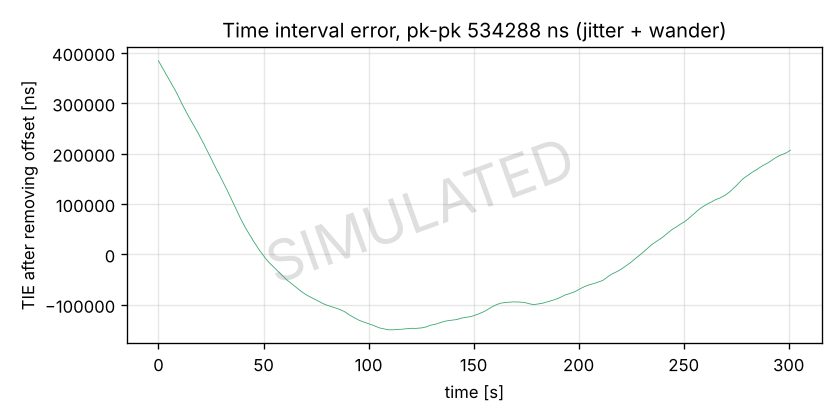 Time interval error, pk-pk 534288 ns (jitter + wander)
TIE after removing offset [ns]
400000
300000
200000
100000
0
−100000
SIMULATED
0 50 100 150 200 250 300
time [s]